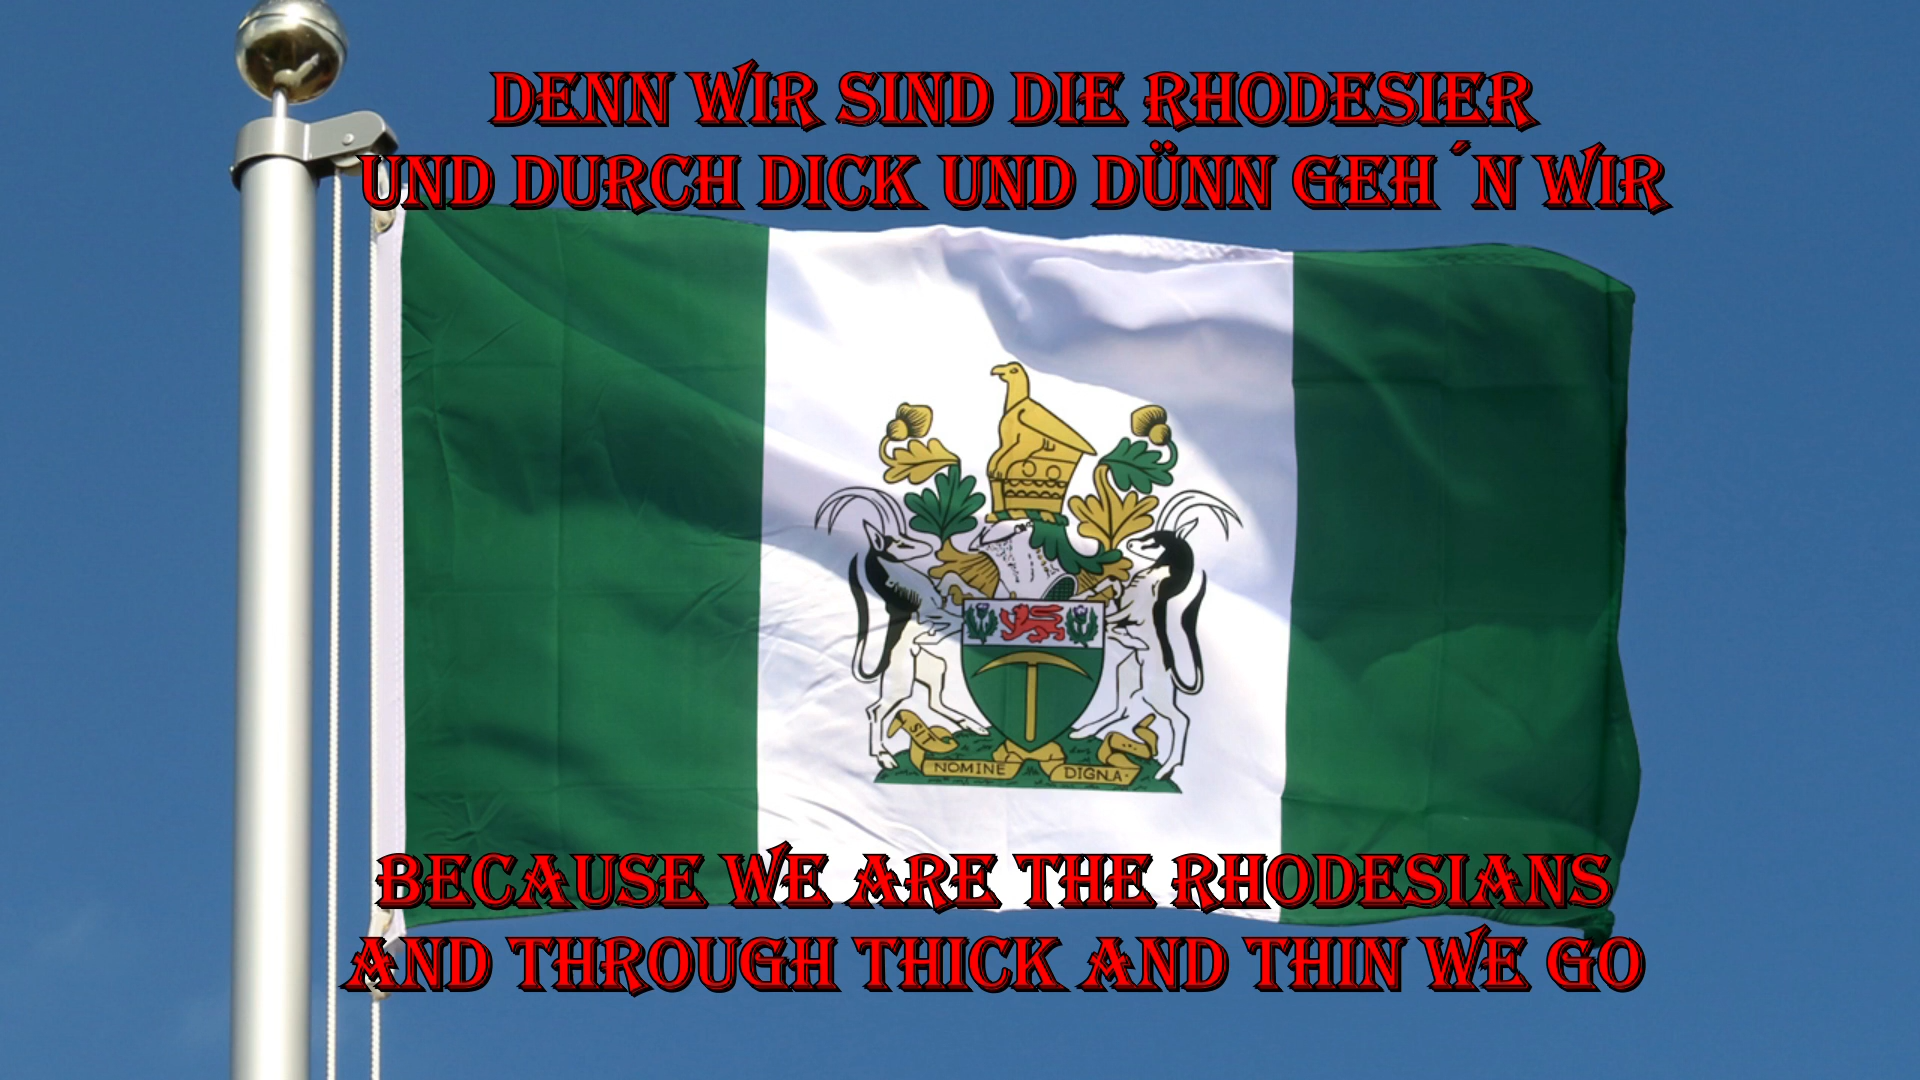 DENN WIR SIND DIE RHODESIER
UND DURCH DICK UND DÜNN GEH´N WIR
SIT
NOMINE
DIGNA·
BECAUSE WE ARE THE RHODESIANS
AND THROUGH THICK AND THIN WE GO